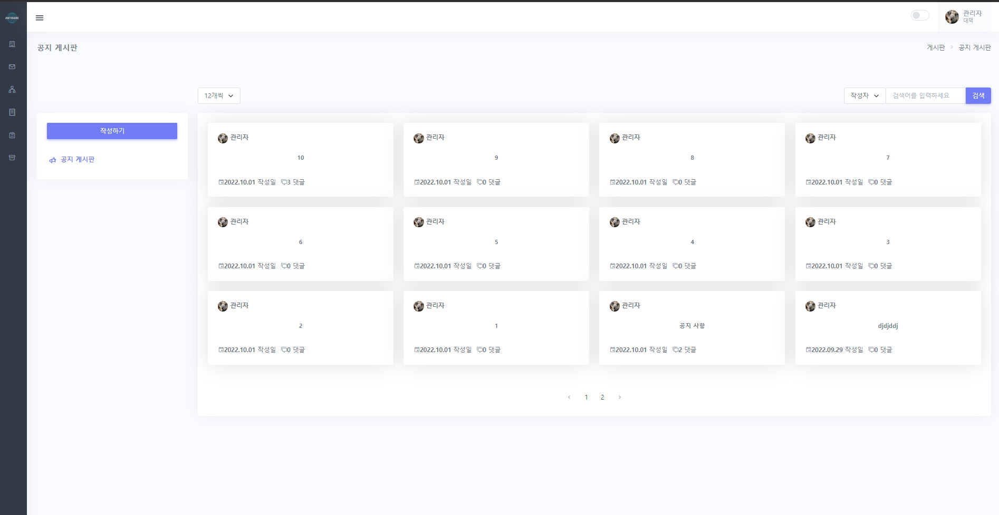 ANYWARE
관리자
대덕
공지 게시판
게시판 > 공지 게시판
12개씩
작성자
검색어를 입력하세요
검색
작성하기
공지 게시판
관리자
10
2022.10.01 작성일 3 댓글
관리자
9
2022.10.01 작성일 0 댓글
관리자
8
2022.10.01 작성일 0 댓글
관리자
7
2022.10.01 작성일 0 댓글
관리자
6
2022.10.01 작성일 0 댓글
관리자
5
2022.10.01 작성일 0 댓글
관리자
4
2022.10.01 작성일 0 댓글
관리자
3
2022.10.01 작성일 0 댓글
관리자
2
2022.10.01 작성일 0 댓글
관리자
1
2022.10.01 작성일 0 댓글
관리자
공지 사항
2022.10.01 작성일 2 댓글
관리자
djdjddj
2022.09.29 작성일 0 댓글
‹ 1 2 ›